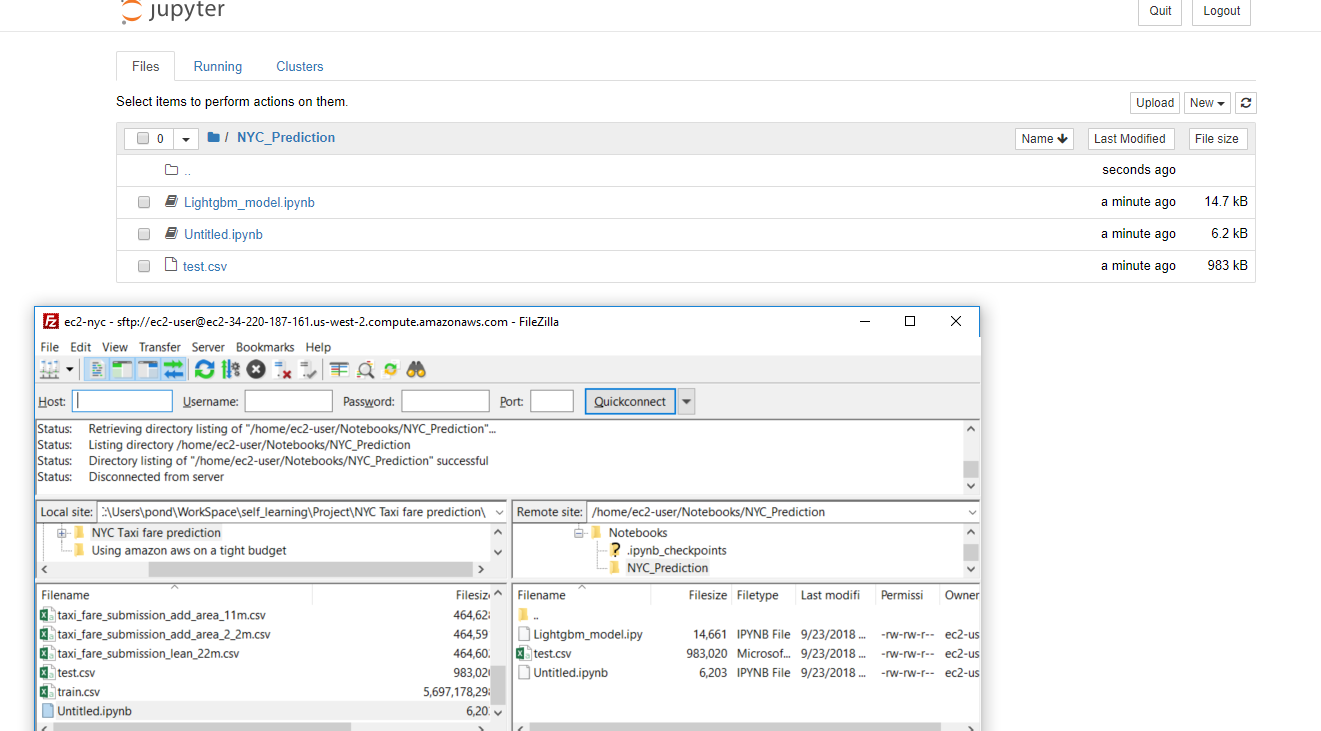 jupyter
Quit Logout
Files Running Clusters
Select items to perform actions on them.
Upload New
0 / NYC_Prediction Name Last Modified File size
.. seconds ago
Lightgbm_model.ipynb a minute ago 14.7 kB
Untitled.ipynb a minute ago 6.2 kB
test.csv a minute ago 983 kB
ec2-nyc - sftp://ec2-user@ec2-34-220-187-161.us-west-2.compute.amazonaws.com - FileZilla
File Edit View Transfer Server Bookmarks Help
Host: Username: Password: Port: Quickconnect
Status: Retrieving directory listing of "/home/ec2-user/Notebooks/NYC_Prediction"...
Status: Listing directory /home/ec2-user/Notebooks/NYC_Prediction
Status: Directory listing of "/home/ec2-user/Notebooks/NYC_Prediction" successful
Status: Disconnected from server
Local site: :\Users\pond\WorkSpace\self_learning\Project\NYC Taxi fare prediction\
NYC Taxi fare prediction
Using amazon aws on a tight budget
Filename Filesize
taxi_fare_submission_add_area_11m.csv 464,628
taxi_fare_submission_add_area_2_2m.csv 464,59
taxi_fare_submission_lean_22m.csv 464,60
test.csv 983,020
train.csv 5,697,178,298
Untitled.ipynb 6,20
Remote site: /home/ec2-user/Notebooks/NYC_Prediction
Notebooks
? .ipynb_checkpoints
NYC_Prediction
Filename Filesize Filetype Last modifi Permissi Owner
..
Lightgbm_model.ipy 14,661 IPYNB File 9/23/2018 ... -rw-rw-r-- ec2-us
test.csv 983,020 Microsof... 9/23/2018 ... -rw-rw-r-- ec2-us
Untitled.ipynb 6,203 IPYNB File 9/23/2018 ... -rw-rw-r-- ec2-us